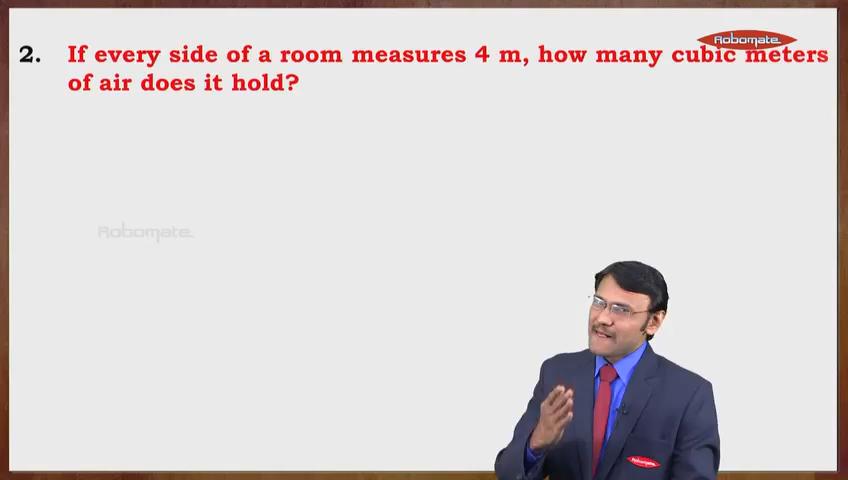 Robomate
2. If every side of a room measures 4 m, how many cubic meters
of air does it hold?
Robomate
Robomate